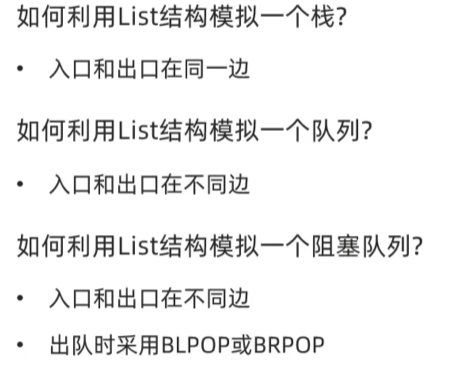 如何利用List结构模拟一个栈?
• 入口和出口在同一边
如何利用List结构模拟一个队列?
• 入口和出口在不同边
如何利用List结构模拟一个阻塞队列?
• 入口和出口在不同边
• 出队时采用BLPOP或BRPOP